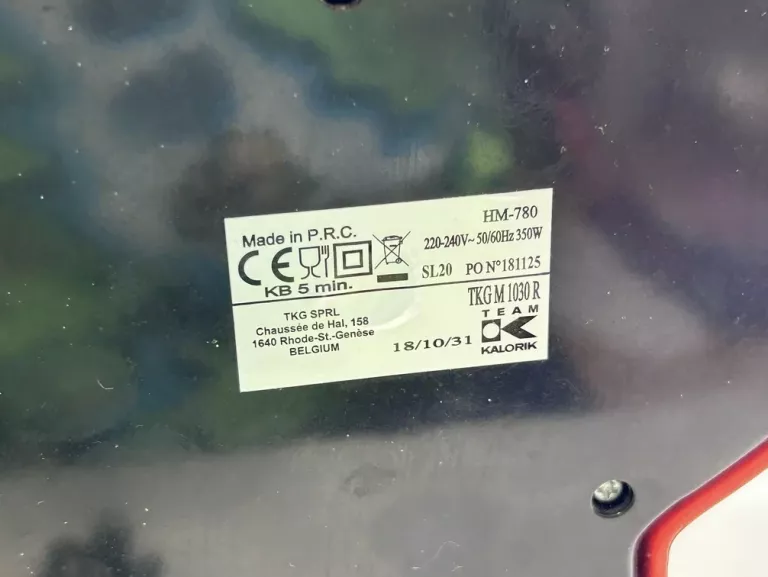 HM-780
Made in P.R.C.
220-240V~ 50/60Hz 350W
CE
SL20 PO N°181125
KB 5 min.
TKG M 1030 R
TKG SPRL
Chaussée de Hal, 158
1640 Rhode-St.-Genèse
BELGIUM
18/10/31
TEAM
K
KALORIK